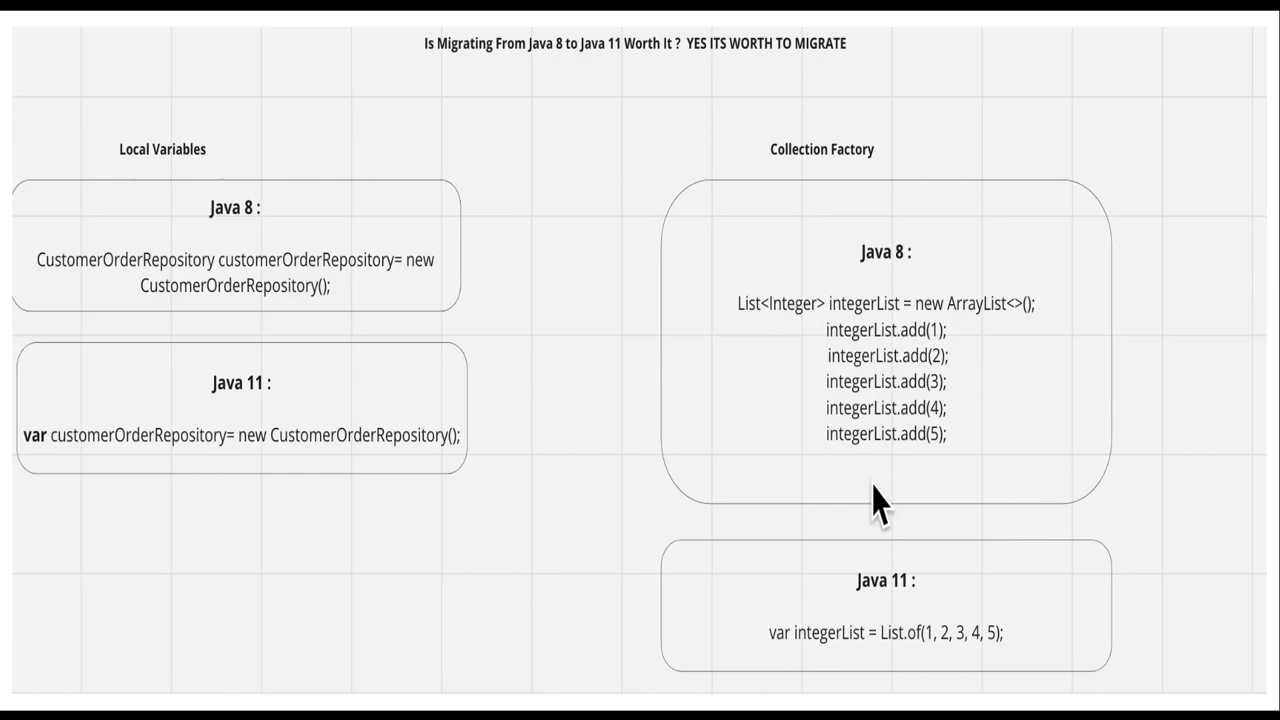 Is Migrating From Java 8 to Java 11 Worth It ?  YES ITS WORTH TO MIGRATE
Local Variables
Java 8 :
CustomerOrderRepository customerOrderRepository= new
CustomerOrderRepository();
Java 11 :
var customerOrderRepository= new CustomerOrderRepository();
Collection Factory
Java 8 :
List<Integer> integerList = new ArrayList<>();
integerList.add(1);
integerList.add(2);
integerList.add(3);
integerList.add(4);
integerList.add(5);
Java 11 :
var integerList = List.of(1, 2, 3, 4, 5);